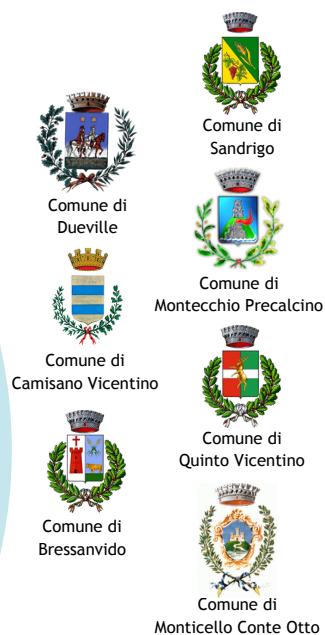 Comune di
Sandrigo
Comune di
Dueville
Comune di
Montecchio Precalcino
Comune di
Camisano Vicentino
Comune di
Quinto Vicentino
Comune di
Bressanvido
Comune di
Monticello Conte Otto